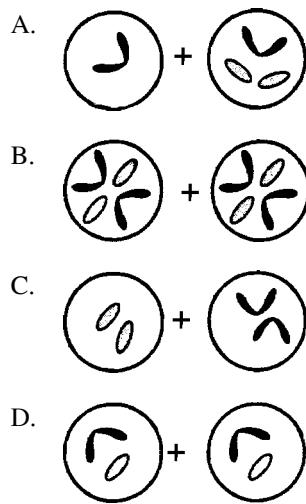 A.
+
B.
+
C.
+
D.
+